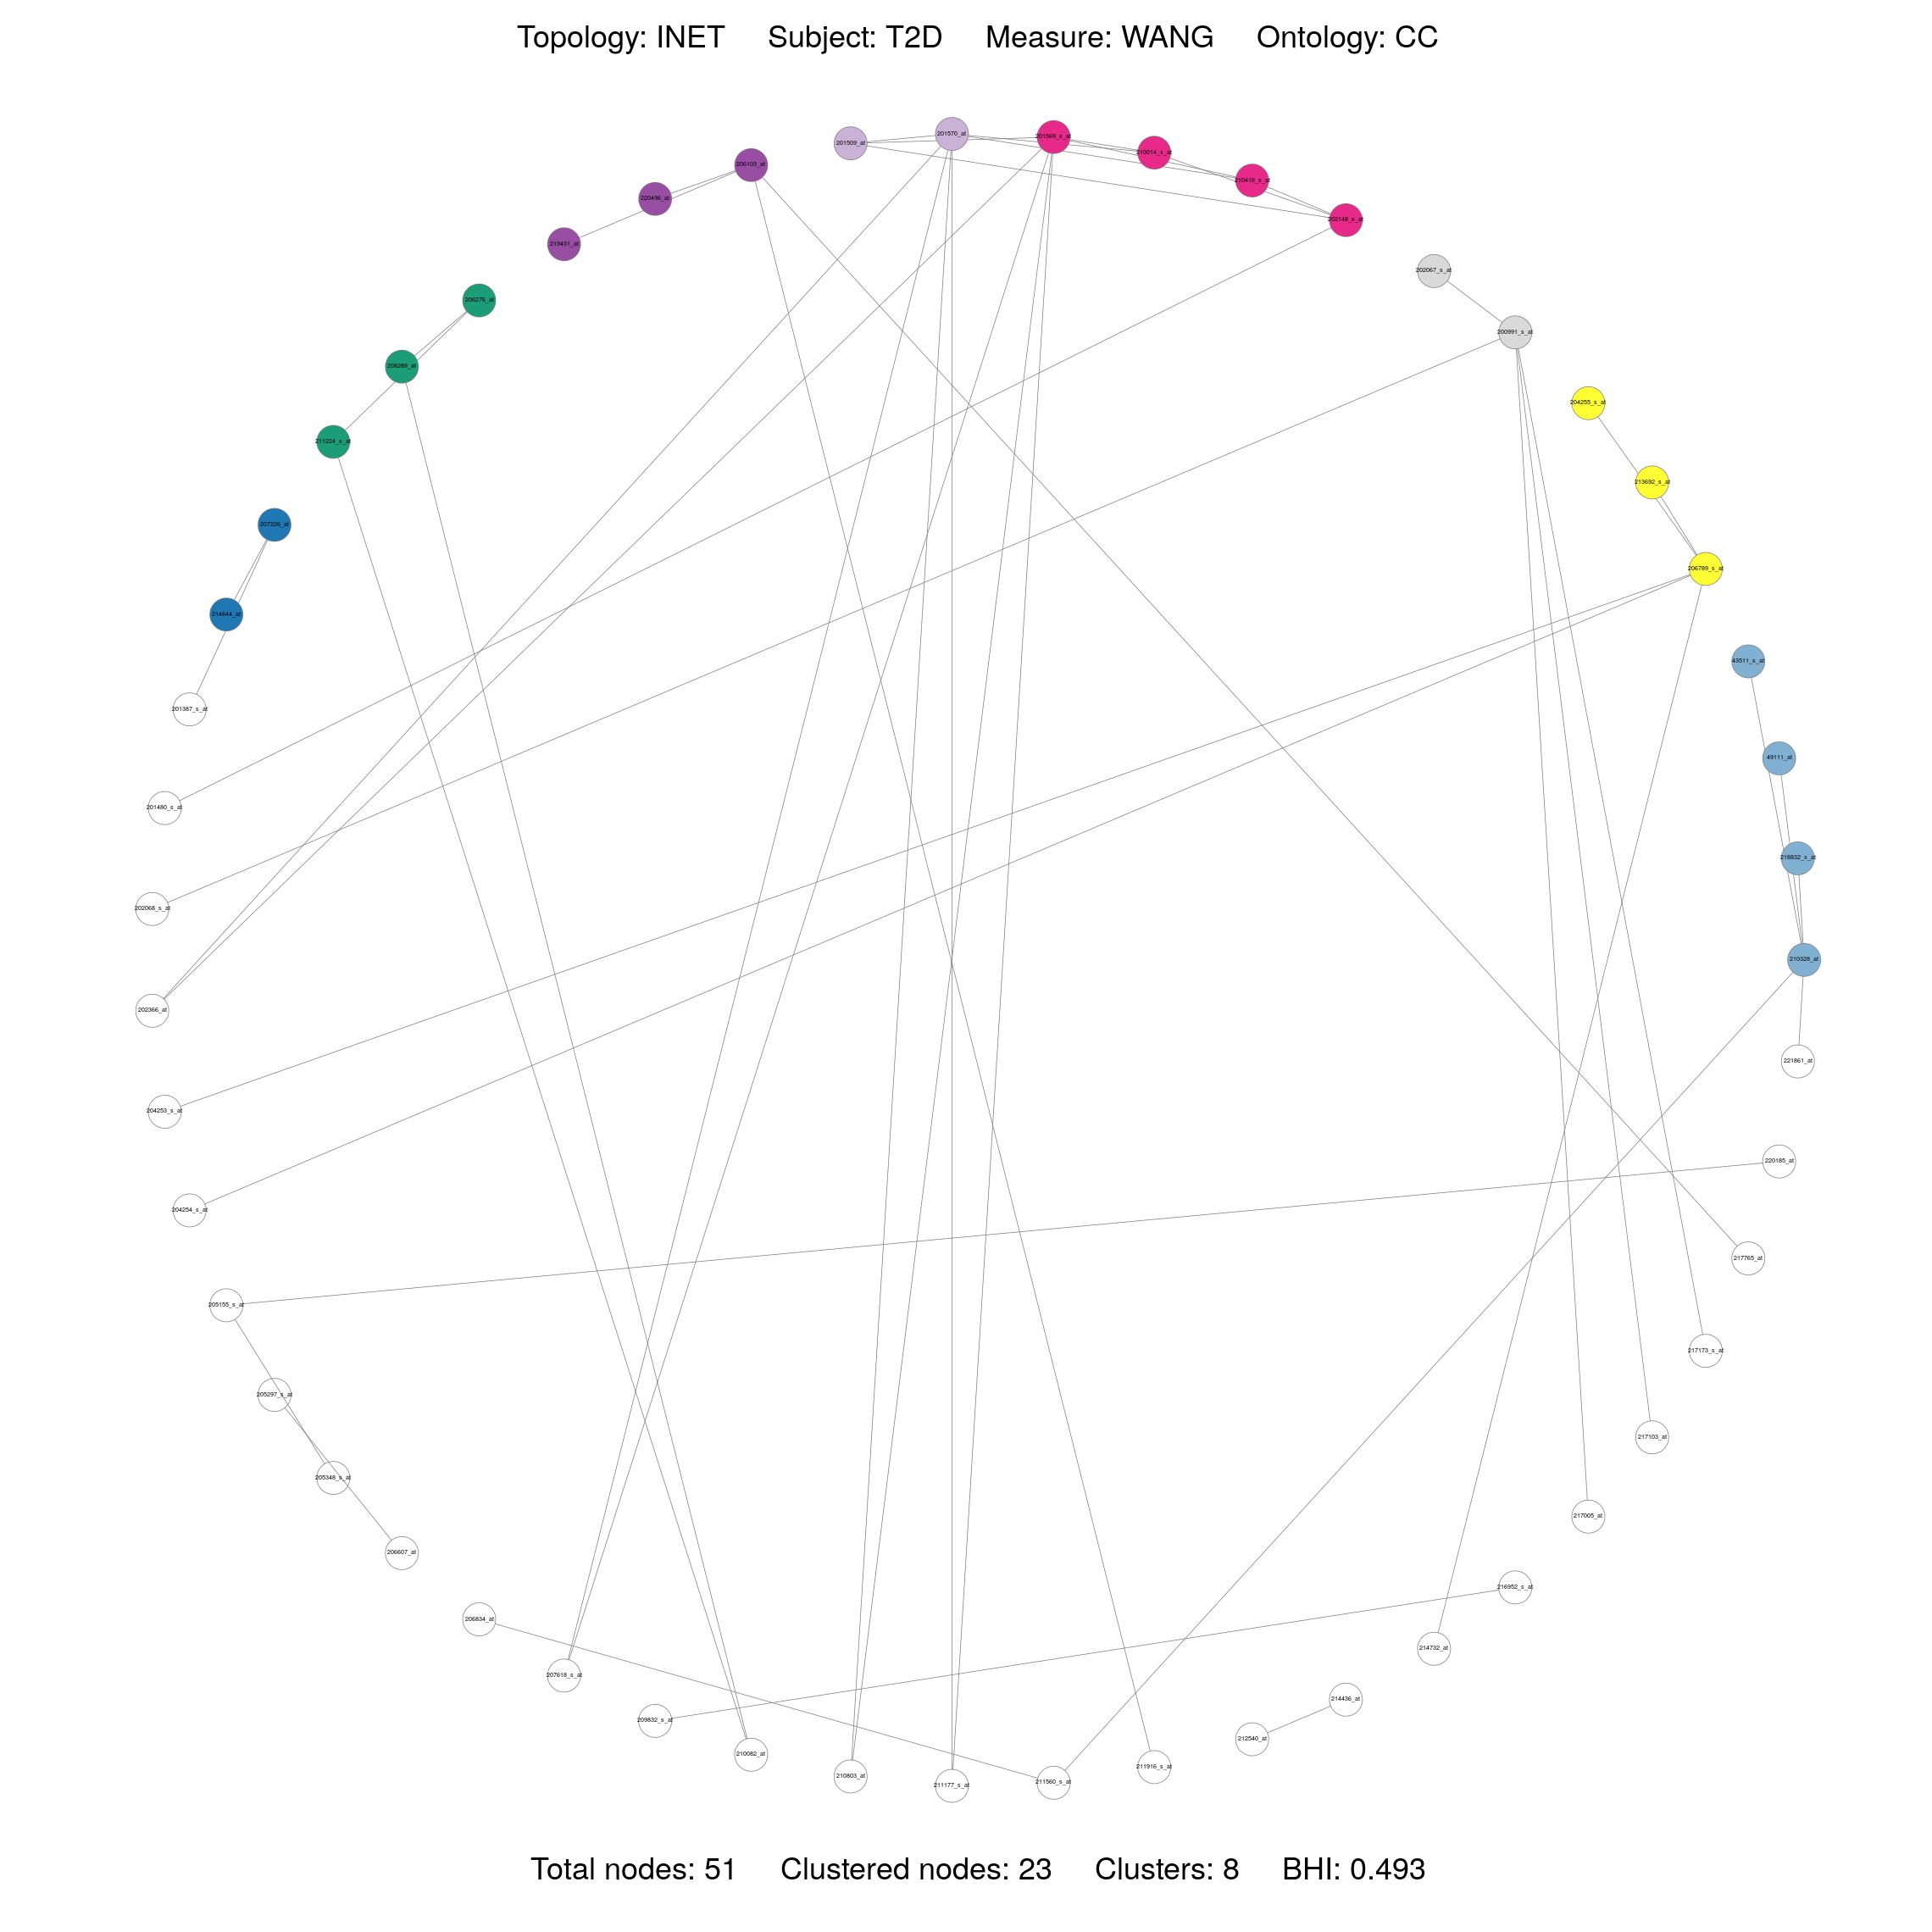 Topology: INET Subject: T2D Measure: WANG Ontology: CC
201570_at
201569_s_at
201509_at
210014_s_at
206103_at
210418_s_at
220496_at
202148_s_at
219431_at
202067_s_at
206276_at
200991_s_at
208288_at
204255_s_at
211224_s_at
213692_s_at
207226_at
206789_s_at
214644_at
43511_s_at
201387_s_at
49111_at
201480_s_at
218832_x_at
202068_s_at
210328_at
202366_at
221861_at
204253_s_at
220185_at
204254_s_at
217765_at
205155_s_at
217173_s_at
205297_s_at
217103_at
205348_s_at
217005_at
206607_at
216952_s_at
206834_at
214732_at
207618_s_at
214436_at
209832_s_at
212540_at
210082_at
211916_s_at
210803_at
211560_s_at
211177_s_at
Total nodes: 51 Clustered nodes: 23 Clusters: 8 BHI: 0.493